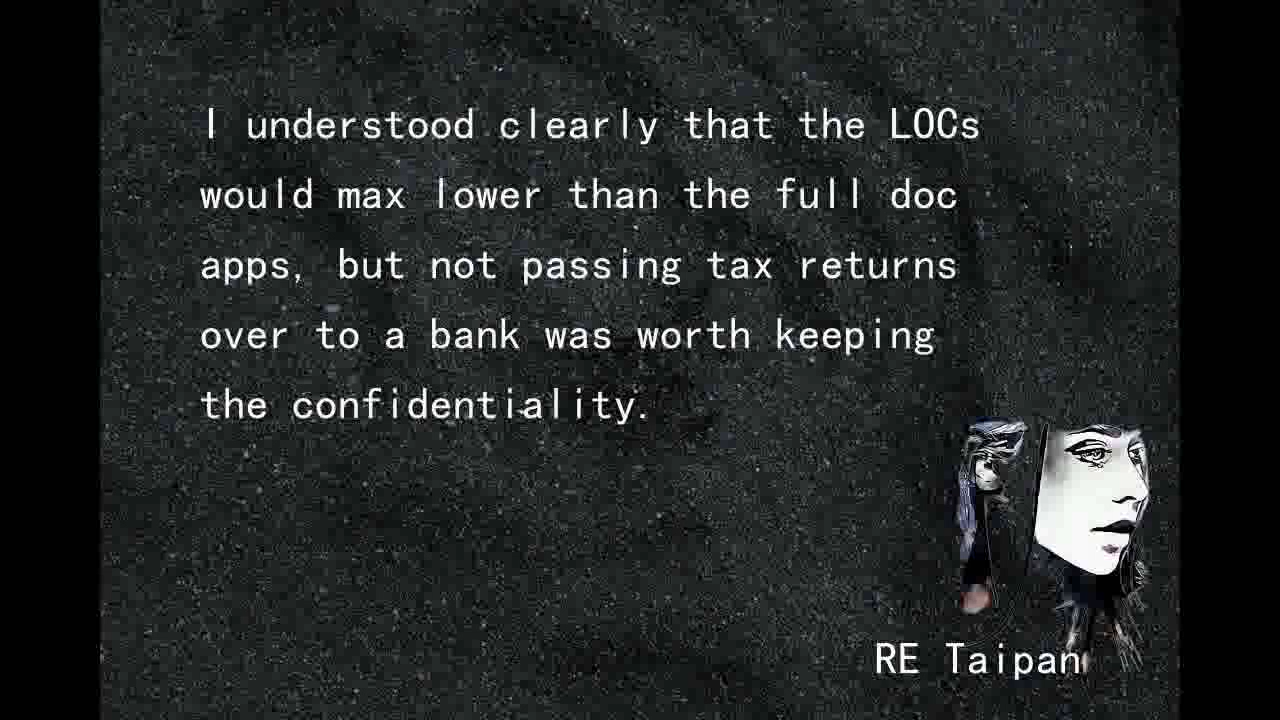 I understood clearly that the LOCs
would max lower than the full doc
apps, but not passing tax returns
over to a bank was worth keeping
the confidentiality.
RE Taipan